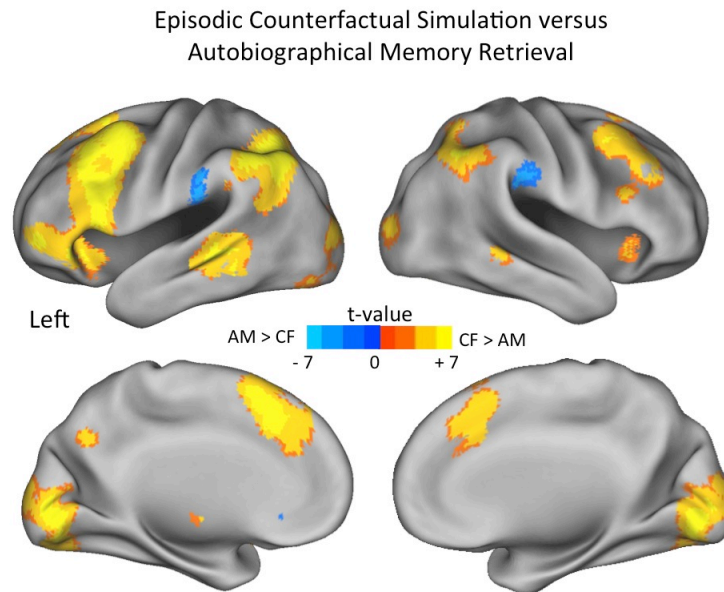 Episodic Counterfactual Simulation versus
Autobiographical Memory Retrieval
Left
t-value
AM > CF
CF > AM
- 7
0
+ 7